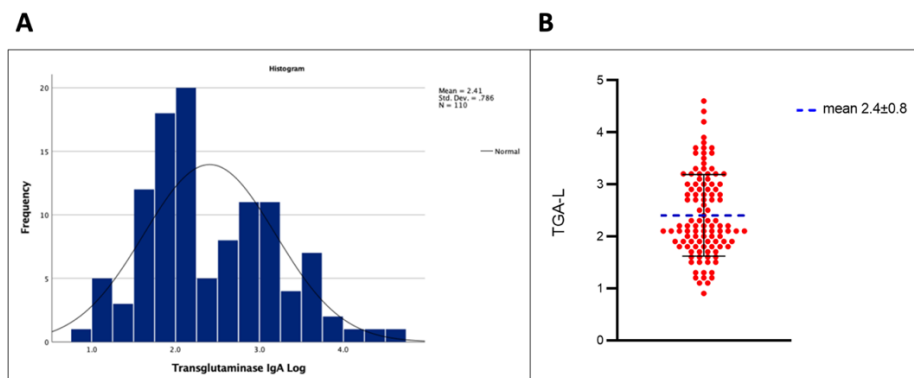 A
Histogram
Mean = 2.41
Std. Dev. = .786
N = 110
Normal
Frequency
20
15
10
5
0
1.0 2.0 3.0 4.0
Transglutaminase IgA Log
B
TGA-L
5
4
3
2
1
0
mean 2.4±0.8